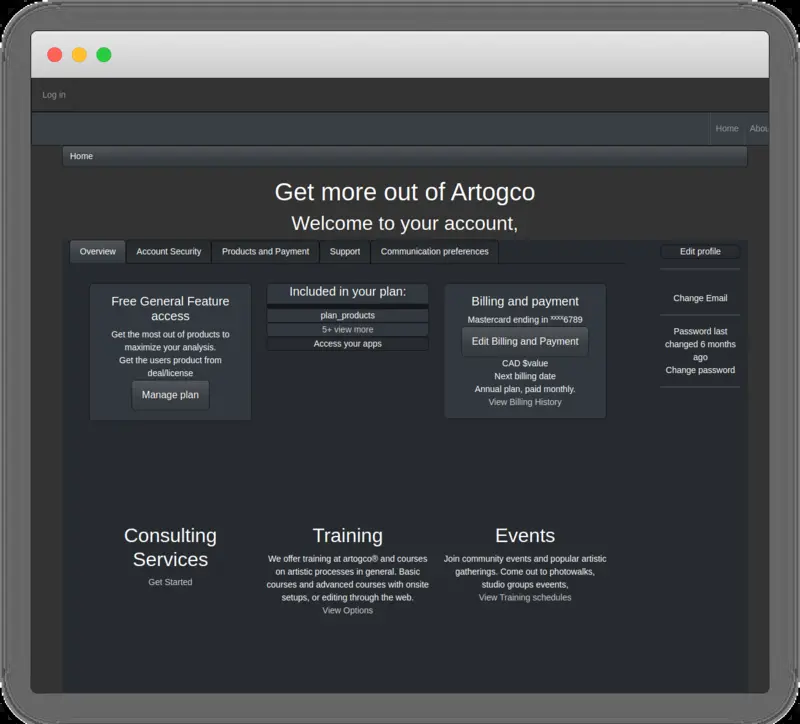 Log in
Home
Home
Get more out of Artogco
Welcome to your account,
Overview
Account Security
Products and Payment
Support
Communication preferences
Free General Feature
access
Get the most out of products to
maximize your analysis.
Get the users product from
deal/license
Manage plan
Included in your plan:
plan_products
5+ view more
Access your apps
Billing and payment
Mastercard ending in xxxx6789
Edit Billing and Payment
CAD $value
Next billing date
Annual plan, paid monthly.
View Billing History
Edit profile
Change Email
Password last
changed 6 months
ago
Change password
Consulting
Services
Get Started
Training
We offer training at artogco® and courses
on artistic processes in general. Basic
courses and advanced courses with onsite
setups, or editing through the web.
View Options
Events
Join community events and popular artistic
gatherings. Come out to photowalks,
studio groups eveents,
View Training schedules